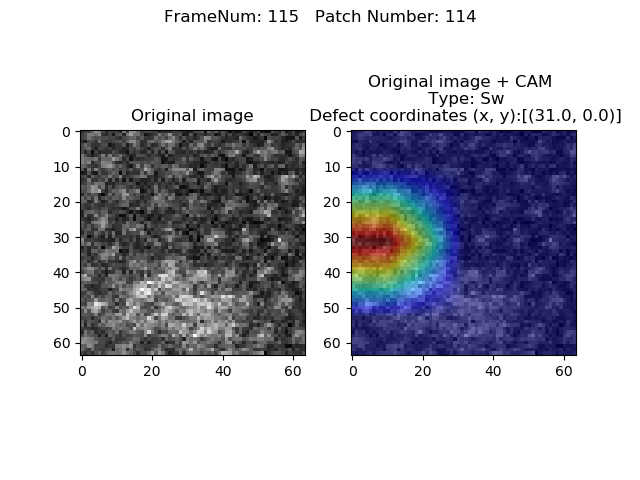 FrameNum: 115   Patch Number: 114
Original image
Original image + CAM
Type: Sw
Defect coordinates (x, y):[(31.0, 0.0)]
0
10
20
30
40
50
60
0 20 40 60
0
10
20
30
40
50
60
0 20 40 60